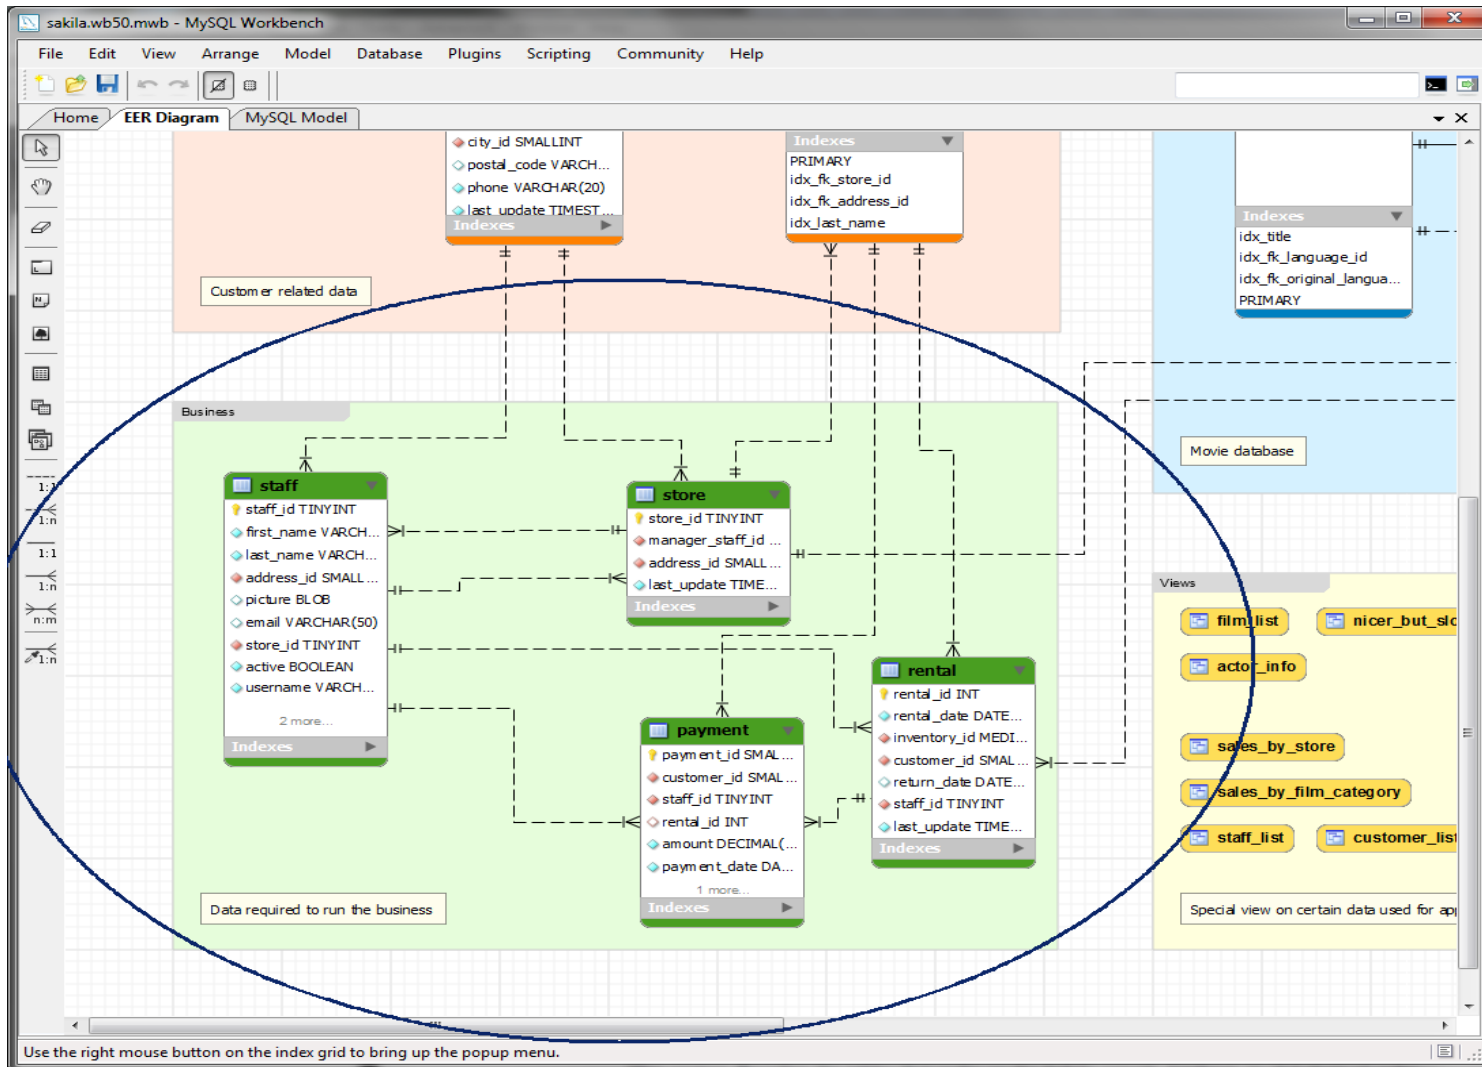 sakila.wb50.mwb - MySQL Workbench
File Edit View Arrange Model Database Plugins Scripting Community Help
Home EER Diagram MySQL Model
city_id SMALLINT
postal_code VARCH...
phone VARCHAR(20)
last_update TIMEST...
Indexes
Indexes
PRIMARY
idx_fk_store_id
idx_fk_address_id
idx_last_name
Indexes
idx_title
idx_fk_language_id
idx_fk_original_langua...
PRIMARY
Customer related data
Movie database
Business
staff
staff_id TINYINT
first_name VARCH...
last_name VARCH...
address_id SMALL...
picture BLOB
email VARCHAR(50)
store_id TINYINT
active BOOLEAN
username VARCH...
2 more...
Indexes
store
store_id TINYINT
manager_staff_id ...
address_id SMALL...
last_update TIME...
Indexes
payment
payment_id SMAL...
customer_id SMAL...
staff_id TINYINT
rental_id INT
amount DECIMAL(...
payment_date DA...
1 more...
Indexes
rental
rental_id INT
rental_date DATE...
inventory_id MEDI...
customer_id SMAL...
return_date DATE...
staff_id TINYINT
last_update TIME...
Indexes
Data required to run the business
Views
film_list
nicer_but_slo
actor_info
sales_by_store
sales_by_film_category
staff_list
customer_list
Special view on certain data used for ap
1:1
1:n
1:1
1:n
n:m
1:n
Use the right mouse button on the index grid to bring up the popup menu.